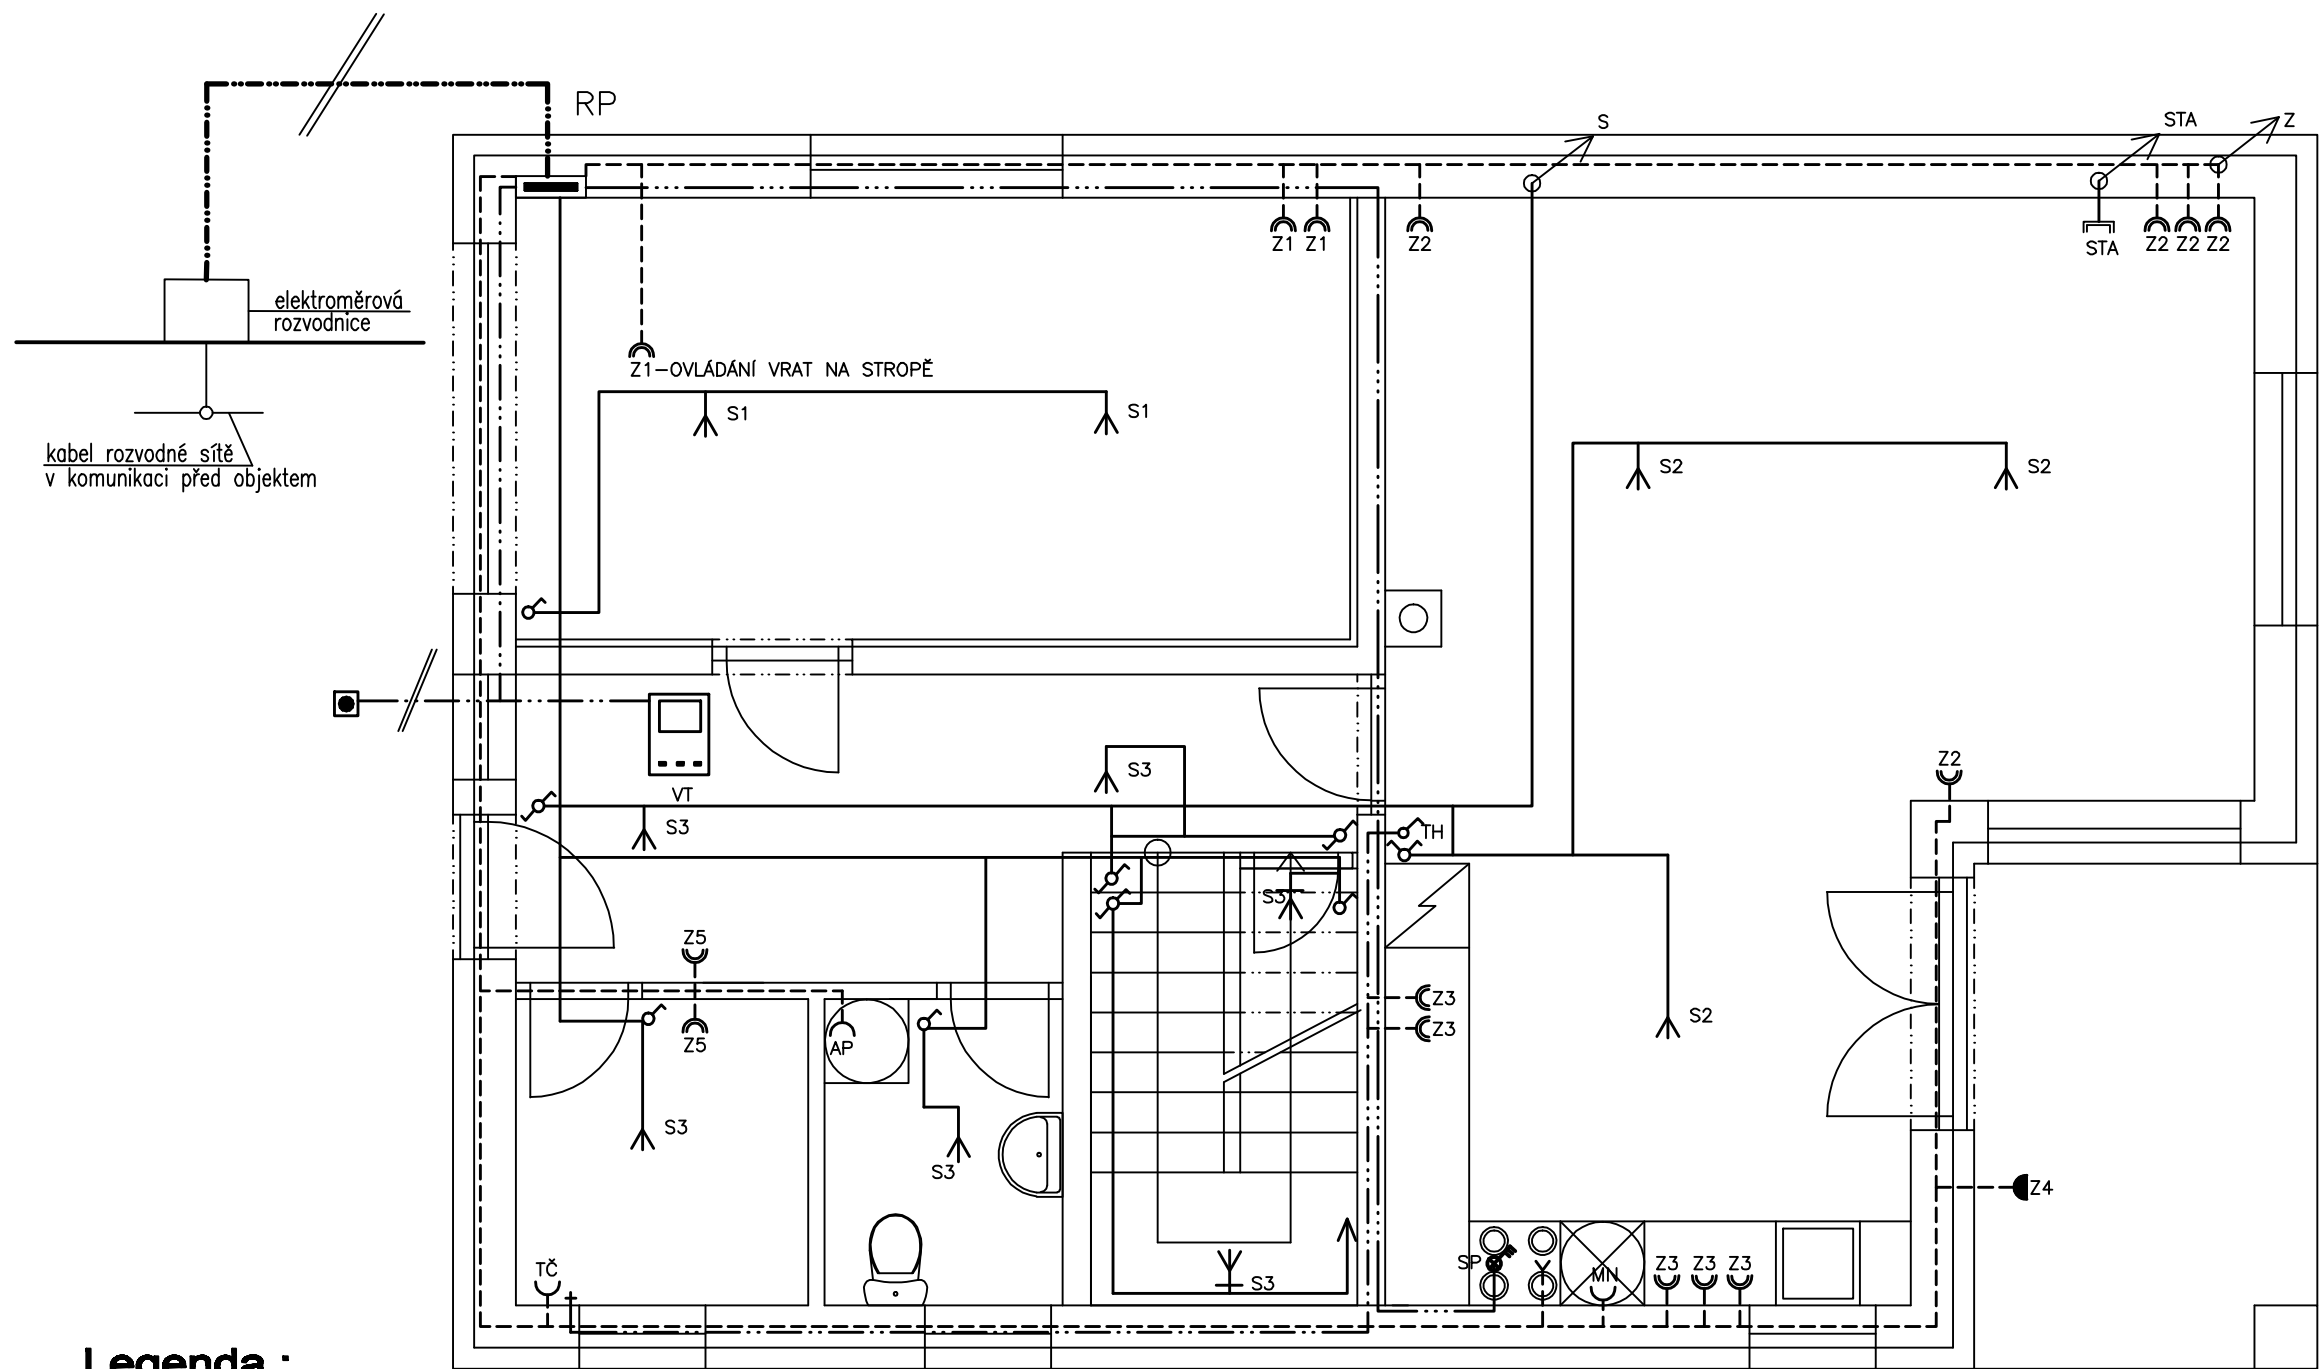 RP
S
STA
Z
Z1
Z1
Z2
STA
Z2
Z2
Z2
elektroměrová
rozvodnice
Z1-OVLÁDÁNÍ VRAT NA STROPĚ
S1
S1
kabel rozvodné sítě
v komunikaci před objektem
S2
S2
Z2
S3
VT
S3
TH
S3
Z5
Z3
Z3
Z5
AP
S2
S3
S3
Z4
TČ
S3
SP
MN
Z3
Z3
Z3
Legenda :